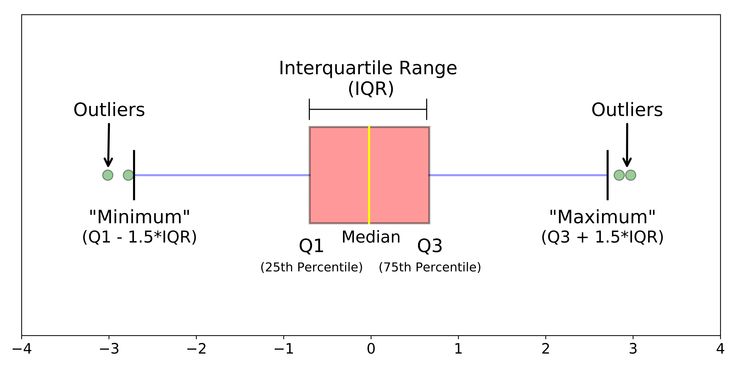 Interquartile Range
(IQR)
Outliers
Outliers
"Minimum"
(Q1 - 1.5*IQR)
"Maximum"
(Q3 + 1.5*IQR)
Median
Q1
Q3
(25th Percentile)
(75th Percentile)
−4
−3
−2
−1
0
1
2
3
4